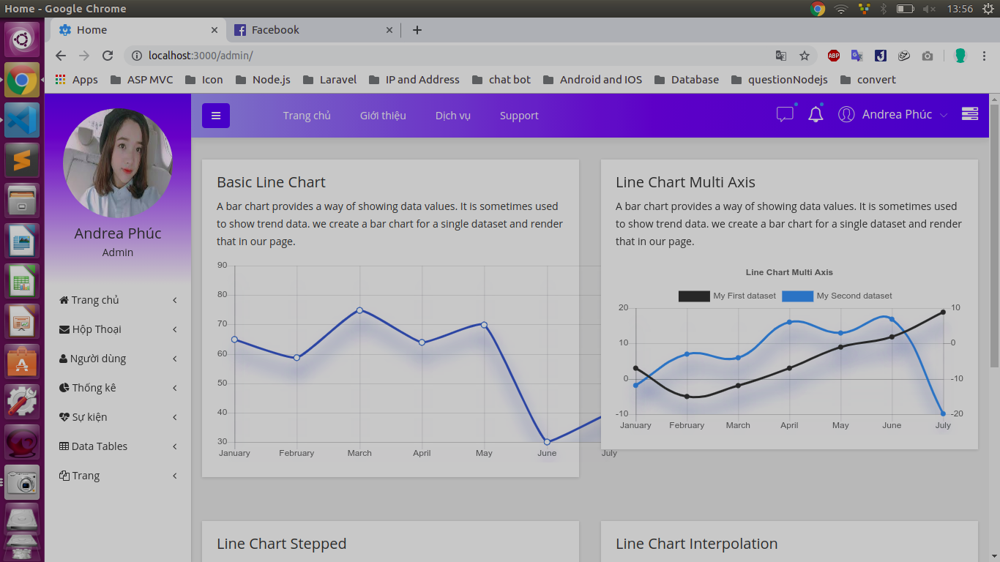 Home - Google Chrome
13:56
Home
Facebook
localhost:3000/admin/
ABP
Apps
ASP MVC
Icon
Node.js
Laravel
IP and Address
chat bot
Android and IOS
Database
questionNodejs
convert
Trang chủ
Giới thiệu
Dịch vụ
Support
Andrea Phúc
Andrea Phúc
Admin
Trang chủ
Hộp Thoại
Người dùng
Thống kê
Sự kiện
Data Tables
Trang
Basic Line Chart
A bar chart provides a way of showing data values. It is sometimes used
to show trend data. we create a bar chart for a single dataset and render
that in our page.
90
80
70
60
50
40
30
January
February
March
April
May
June
July
Line Chart Multi Axis
A bar chart provides a way of showing data values. It is sometimes used
to show trend data. we create a bar chart for a single dataset and render
that in our page.
Line Chart Multi Axis
My First dataset
My Second dataset
20
10
0
-10
10
0
-10
-20
January
February
March
April
May
June
July
Line Chart Stepped
Line Chart Interpolation